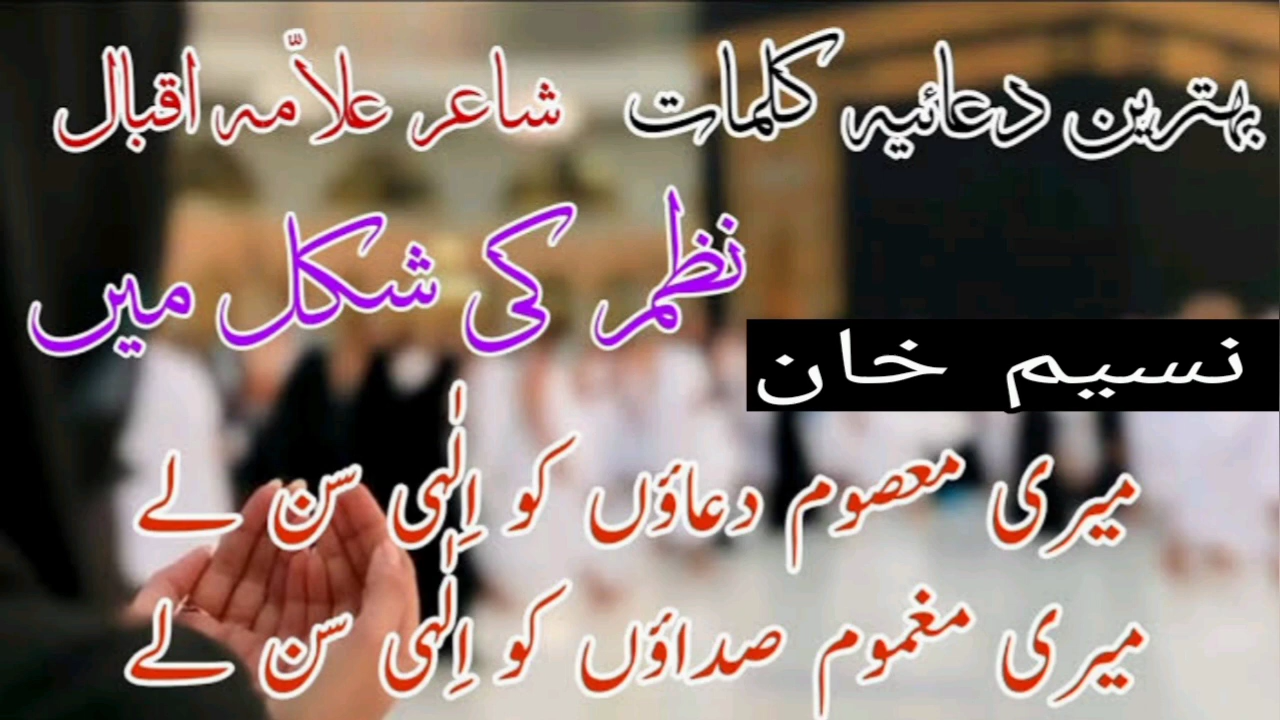 بہترین دعائیہ کلمات شاعر علاّمہ اقبال
نظم کی شکل میں
نسیم خان
میری معصوم دعاؤں کو اِلٰہی سن لے
میری مغموم صداؤں کو اِلٰہی سن لے